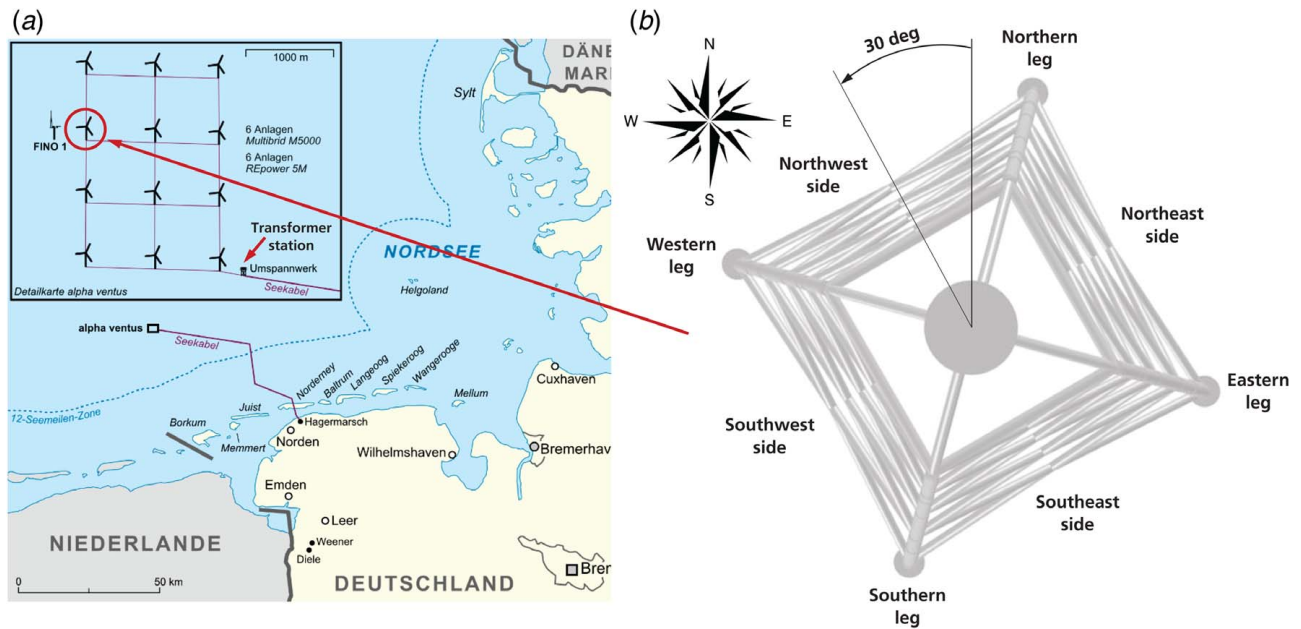 (a)
1000 m
FINO 1
6 Anlagen
Multibrid M5000
6 Anlagen
REpower 5M
Transformer
station
Umspannwerk
Seekabel
Detailkarte alpha ventus
DÄNE
MARK
Sylt
NORDSEE
Helgoland
alpha ventus
Seekabel
12-Seemeilen-Zone
Borkum
Juist
Memmert
Norderney
Baltrum
Langeoog
Spiekeroog
Wangerooge
Mellum
Cuxhaven
Hagermarsch
Norden
Wilhelmshaven
Bremerhav
Emden
Leer
Weener
Diele
NIEDERLANDE
DEUTSCHLAND
Bren
0
50 km
(b)
N
W
E
S
30 deg
Northern
leg
Northwest
side
Northeast
side
Western
leg
Eastern
leg
Southwest
side
Southeast
side
Southern
leg